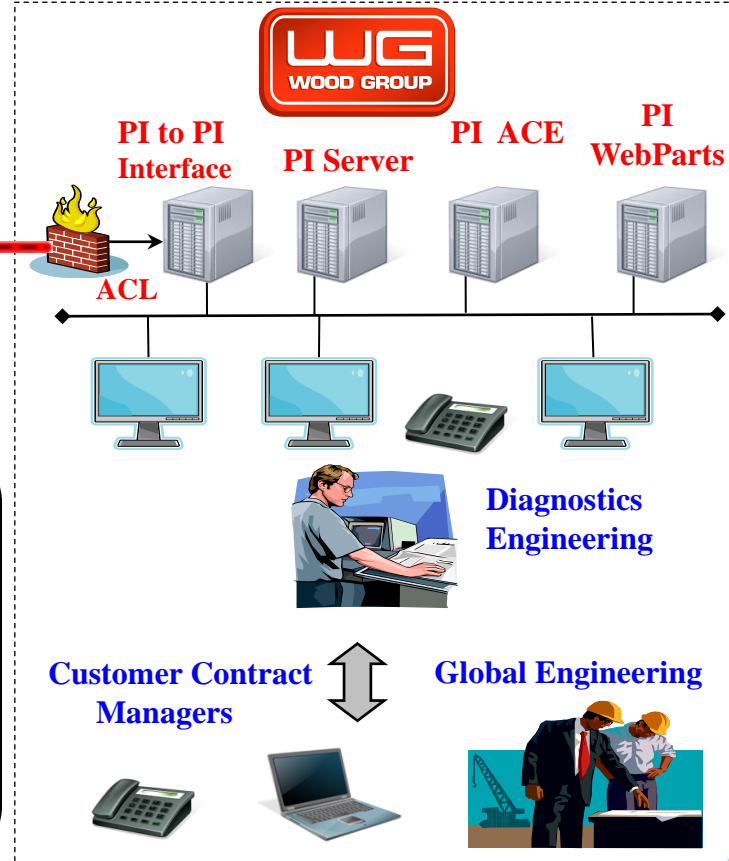 WG
WOOD GROUP
PI to PI
Interface
PI Server
PI ACE
PI
WebParts
ACL
Diagnostics
Engineering
Customer Contract
Managers
Global Engineering